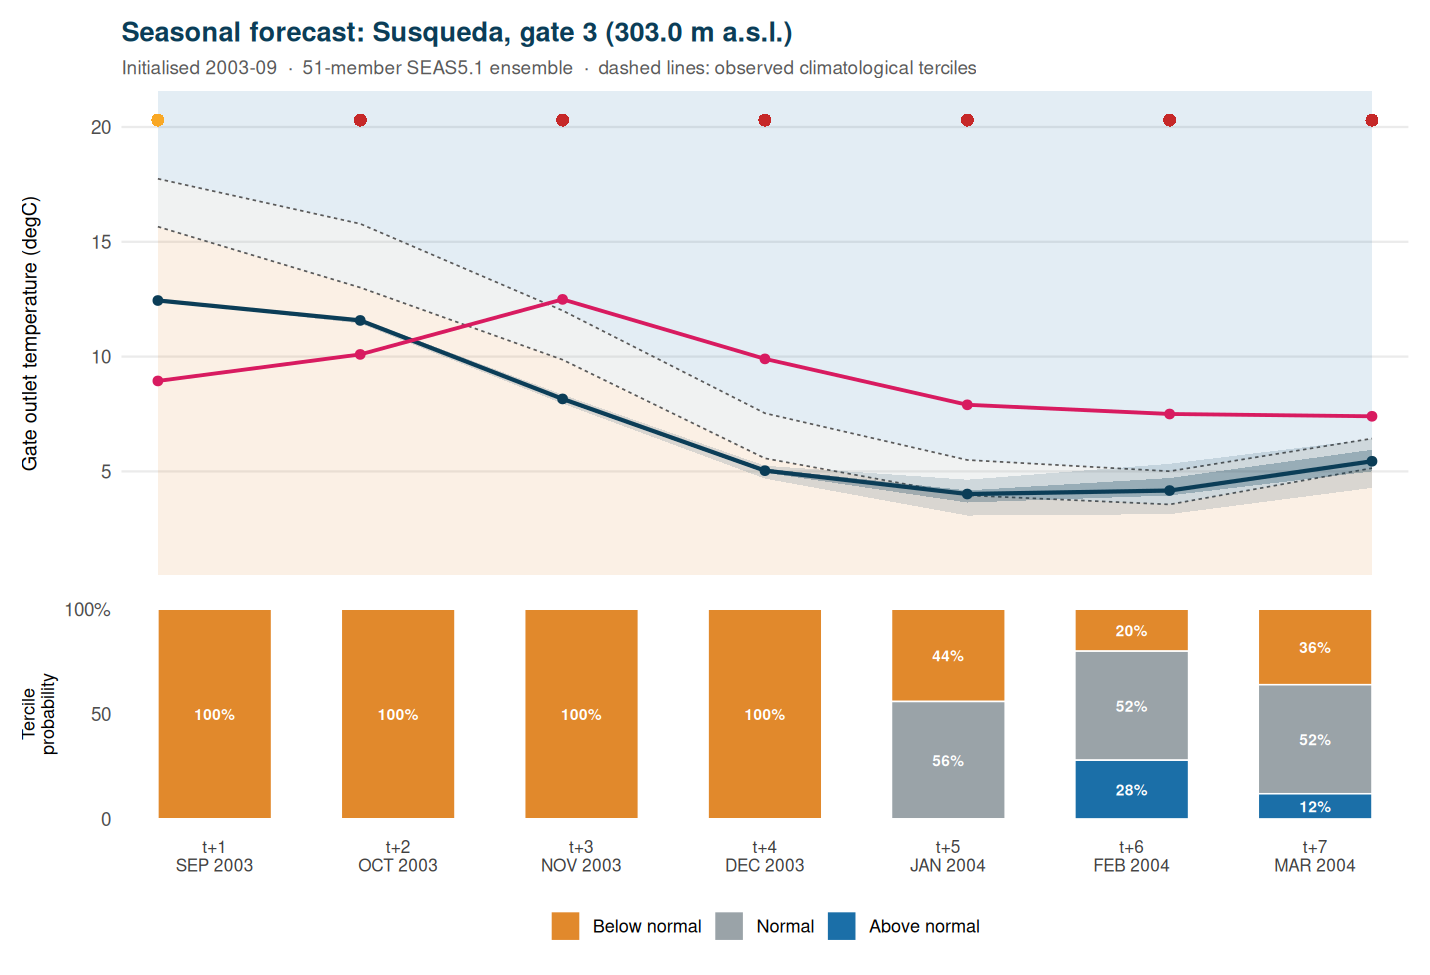 Seasonal forecast: Susqueda, gate 3 (303.0 m a.s.l.)
Initialised 2003-09 · 51-member SEAS5.1 ensemble · dashed lines: observed climatological terciles
Gate outlet temperature (degC)
20
15
10
5
Tercile
probability
100%
50
0
100%
100%
100%
100%
44%
56%
20%
52%
28%
36%
52%
12%
t+1
SEP 2003
t+2
OCT 2003
t+3
NOV 2003
t+4
DEC 2003
t+5
JAN 2004
t+6
FEB 2004
t+7
MAR 2004
Below normal
Normal
Above normal